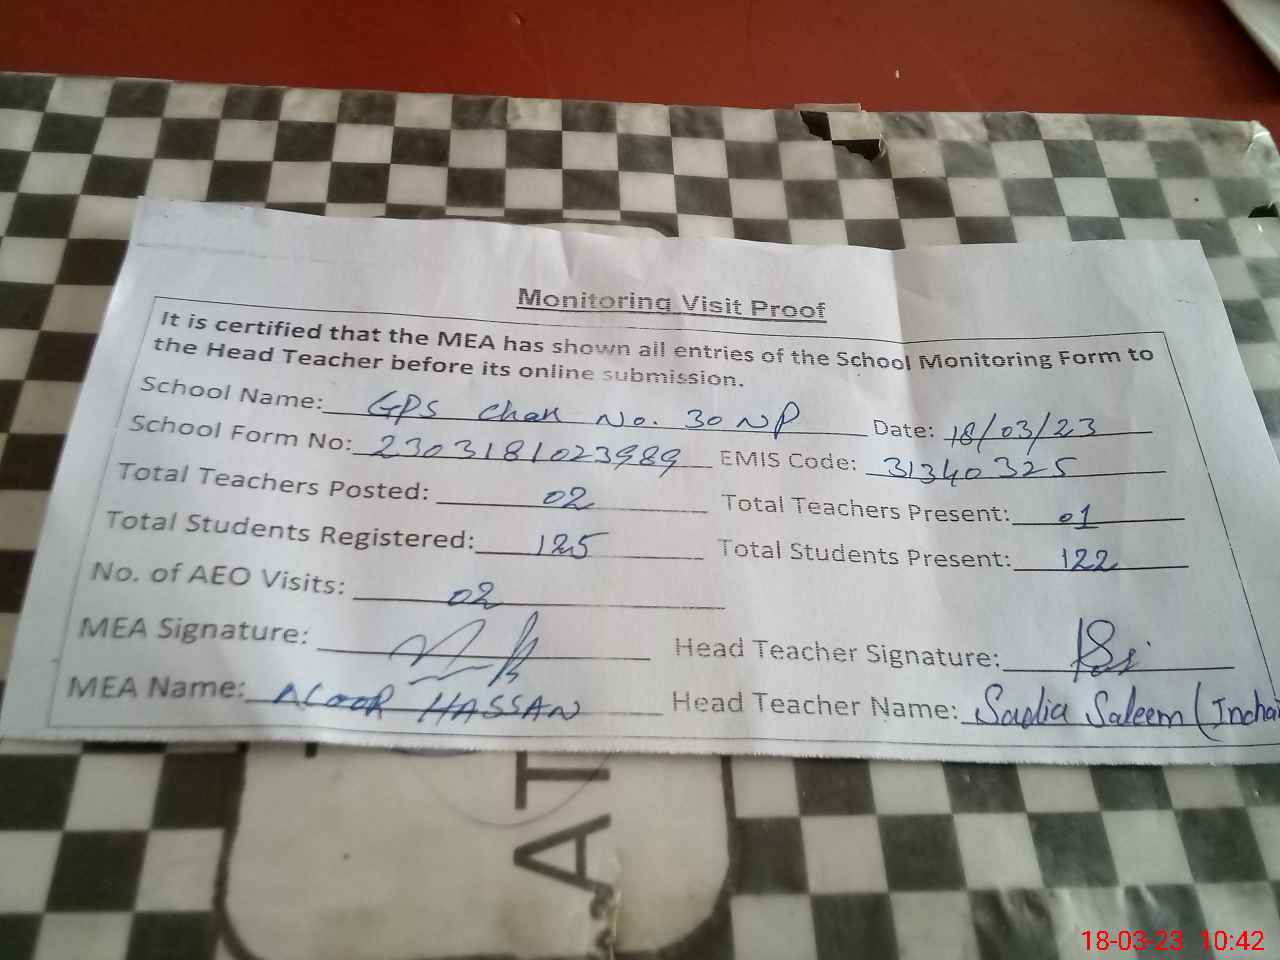 Monitoring Visit Proof
It is certified that the MEA has shown all entries of the School Monitoring Form to
the Head Teacher before its online submission.
School Name: GPS Chak No. 30 NP Date: 18/03/23
School Form No: 2303181023989 EMIS Code: 31340325
Total Teachers Posted: 02 Total Teachers Present: 01
Total Students Registered: 125 Total Students Present: 122
No. of AEO Visits: 02
MEA Signature: Head Teacher Signature:
MEA Name: HASSAN Head Teacher Name: Sadia Saleem (Inchar
AT
18-03-23 10:42